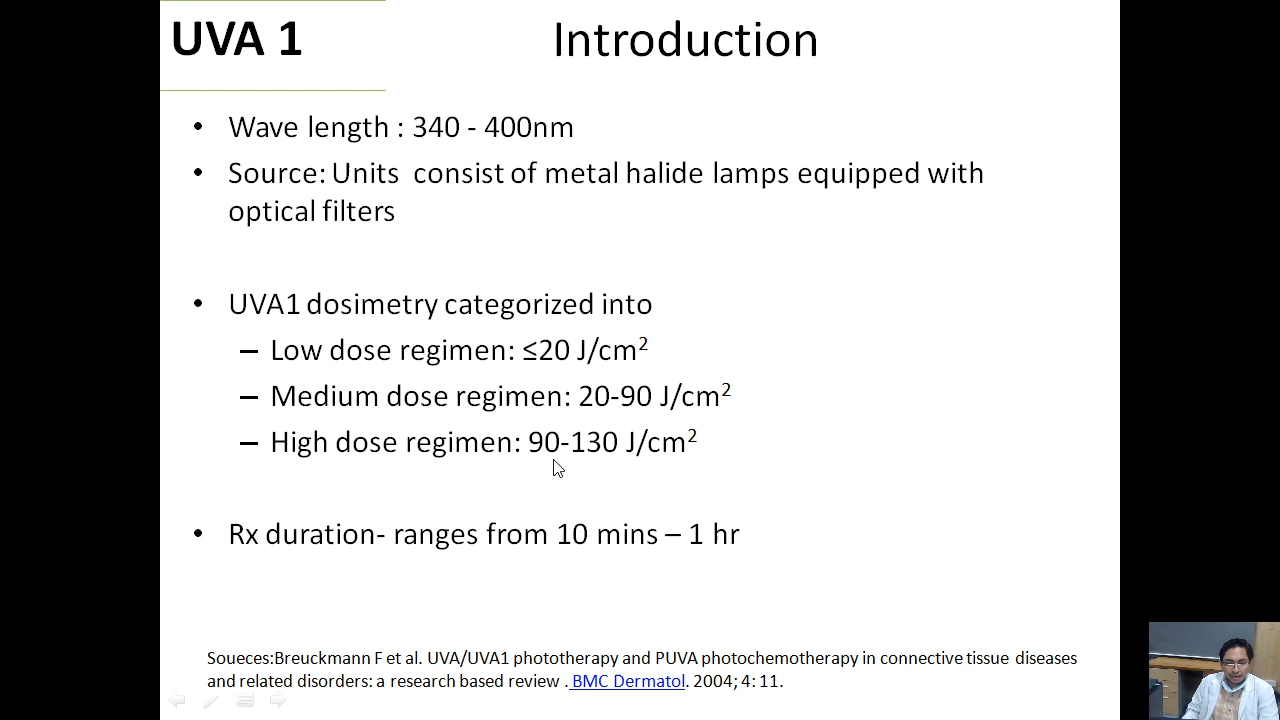 UVA 1
Introduction
• Wave length : 340 - 400nm
• Source: Units consist of metal halide lamps equipped with
optical filters
• UVA1 dosimetry categorized into
– Low dose regimen: ≤20 J/cm²
– Medium dose regimen: 20-90 J/cm²
– High dose regimen: 90-130 J/cm²
• Rx duration- ranges from 10 mins – 1 hr
Soueces:Breuckmann F et al. UVA/UVA1 phototherapy and PUVA photochemotherapy in connective tissue diseases
and related disorders: a research based review . BMC Dermatol. 2004; 4: 11.